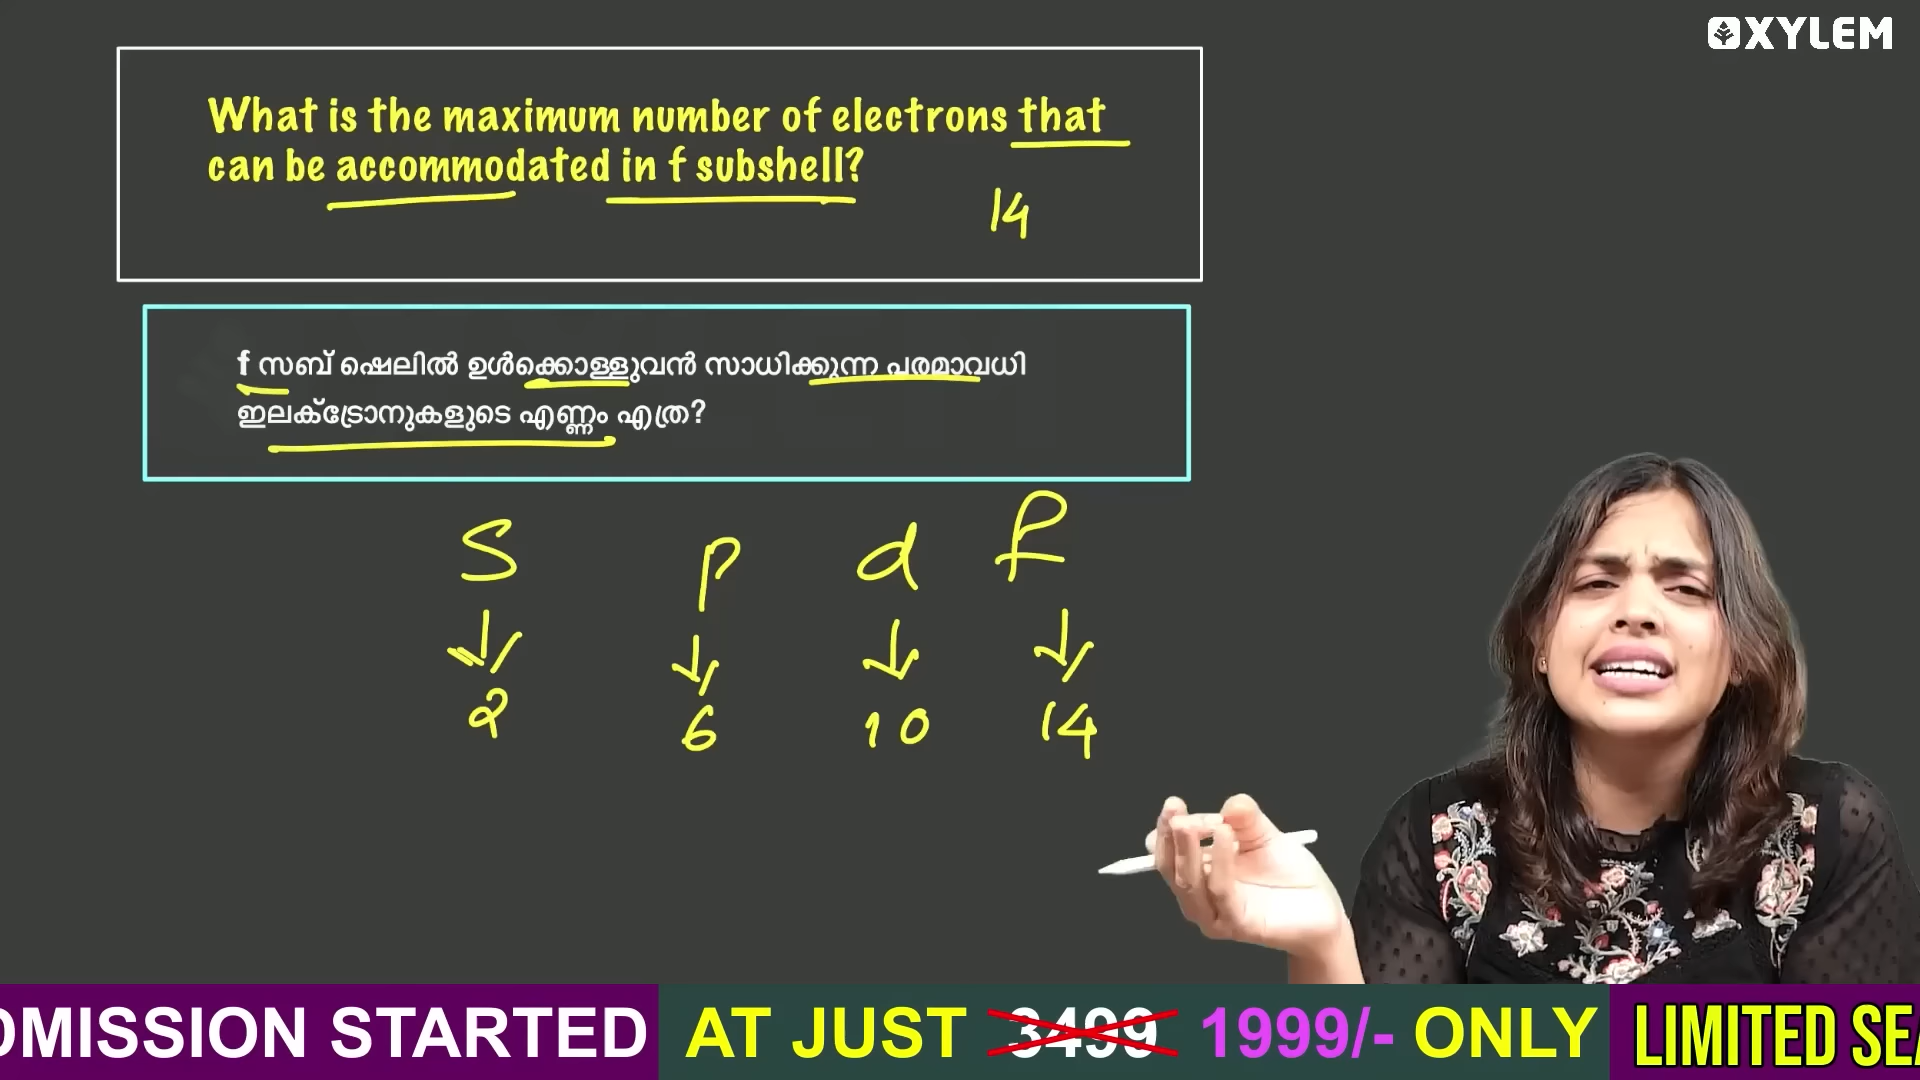 XYLEM
What is the maximum number of electrons that
can be accommodated in f subshell?
14
f സബ് ഷെലിൽ ഉൾക്കൊള്ളുവൻ സാധിക്കുന്ന പരമാവധി
ഇലക്ട്രോനുകളുടെ എണ്ണം എത്ര?
S p d f
2 6 10 14
DMISSION STARTED AT JUST 3499 1999/- ONLY LIMITED SEA